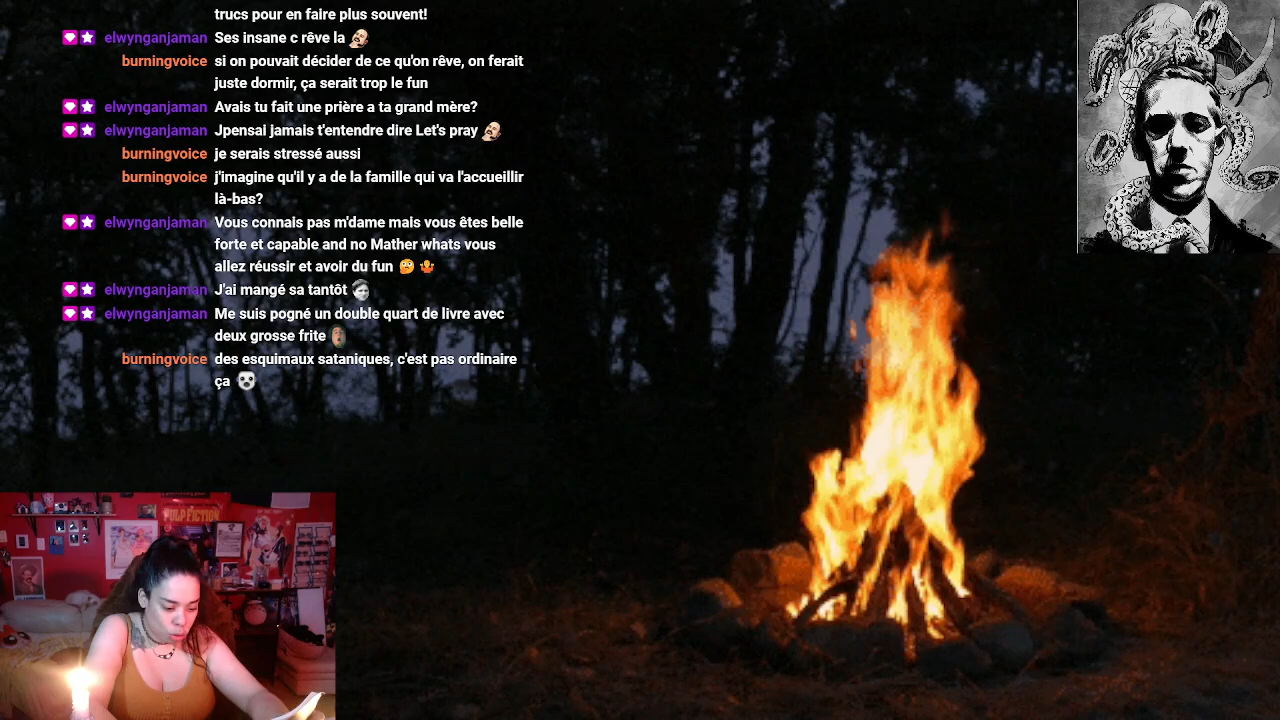 trucs pour en faire plus souvent!
elwynganjaman Ses insane c rêve la
burningvoice si on pouvait décider de ce qu'on rêve, on ferait
juste dormir, ça serait trop le fun
elwynganjaman Avais tu fait une prière a ta grand mère?
elwynganjaman Jpensai jamais t'entendre dire Let's pray
burningvoice je serais stressé aussi
burningvoice j'imagine qu'il y a de la famille qui va l'accueillir
là-bas?
elwynganjaman Vous connais pas m'dame mais vous êtes belle
forte et capable and no Mather whats vous
allez réussir et avoir du fun
elwynganjaman J'ai mangé sa tantôt
elwynganjaman Me suis pogné un double quart de livre avec
deux grosse frite
burningvoice des esquimaux sataniques, c'est pas ordinaire
ça
PULP FICTION